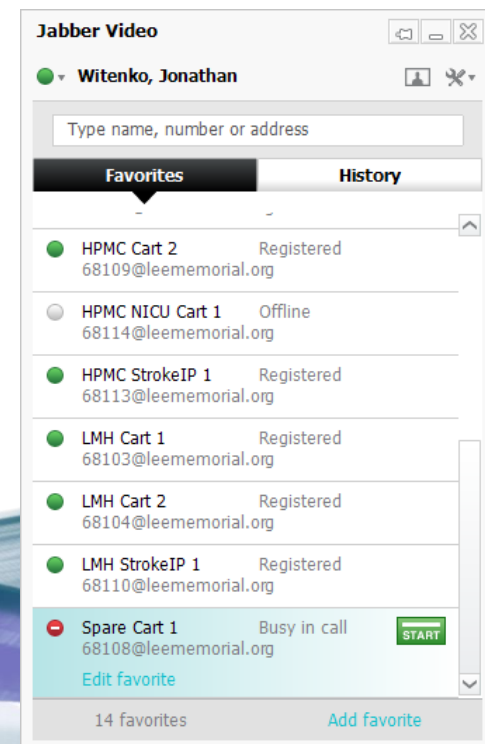 Jabber Video
Witenko, Jonathan
Type name, number or address
Favorites History
HPMC Cart 2 Registered
68109@leememorial.org
HPMC NICU Cart 1 Offline
68114@leememorial.org
HPMC StrokeIP 1 Registered
68113@leememorial.org
LMH Cart 1 Registered
68103@leememorial.org
LMH Cart 2 Registered
68104@leememorial.org
LMH StrokeIP 1 Registered
68110@leememorial.org
Spare Cart 1 Busy in call START
68108@leememorial.org
Edit favorite
14 favorites Add favorite